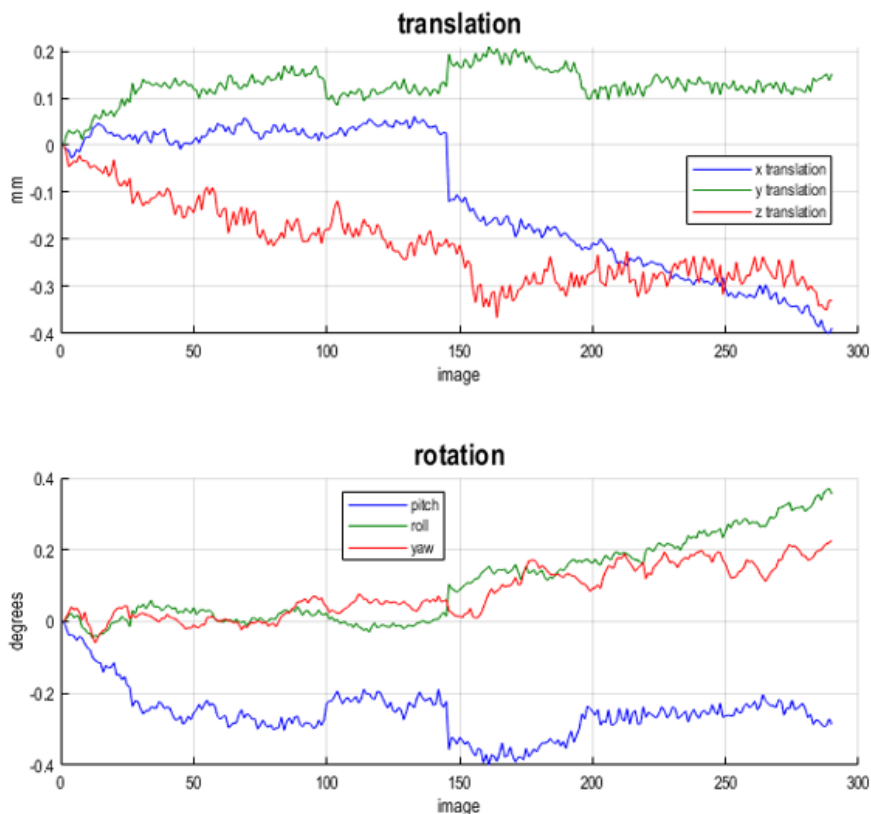 translation
0.2
0.1
0
-0.1
-0.2
-0.3
-0.4
mm
x translation
y translation
z translation
0 50 100 150 200 250 300
image
rotation
0.4
0.2
0
-0.2
-0.4
degrees
pitch
roll
yaw
0 50 100 150 200 250 300
image